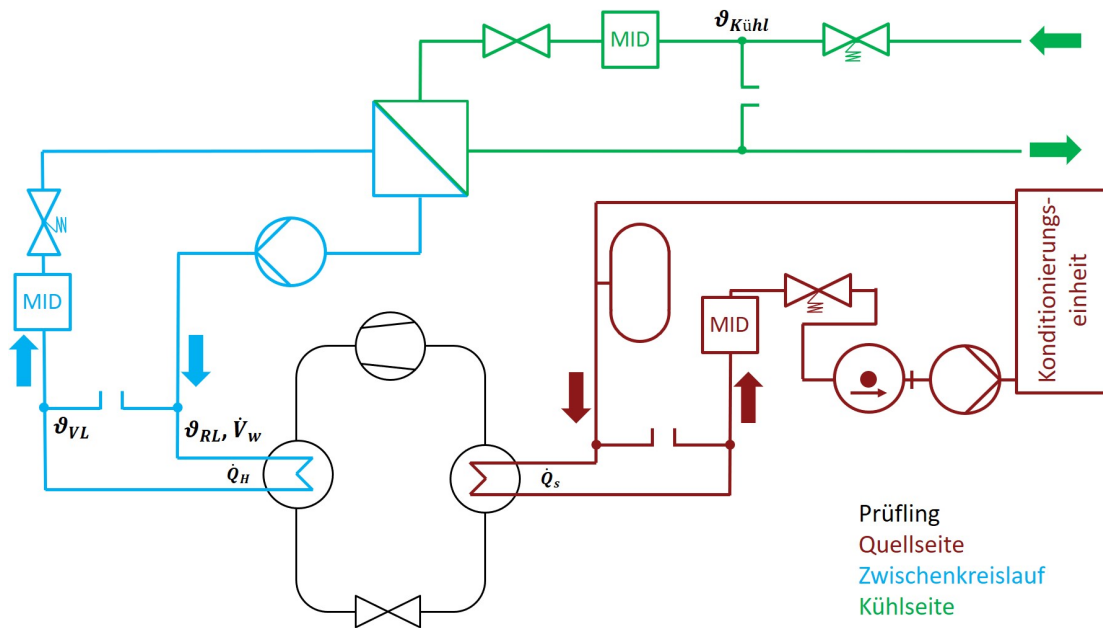 ϑKühl
MID
MID
MID
Konditionierungs-
einheit
ϑVL
ϑRL, V̇w
Q̇H
Q̇s
Prüfling
Quellseite
Zwischenkreislauf
Kühlseite